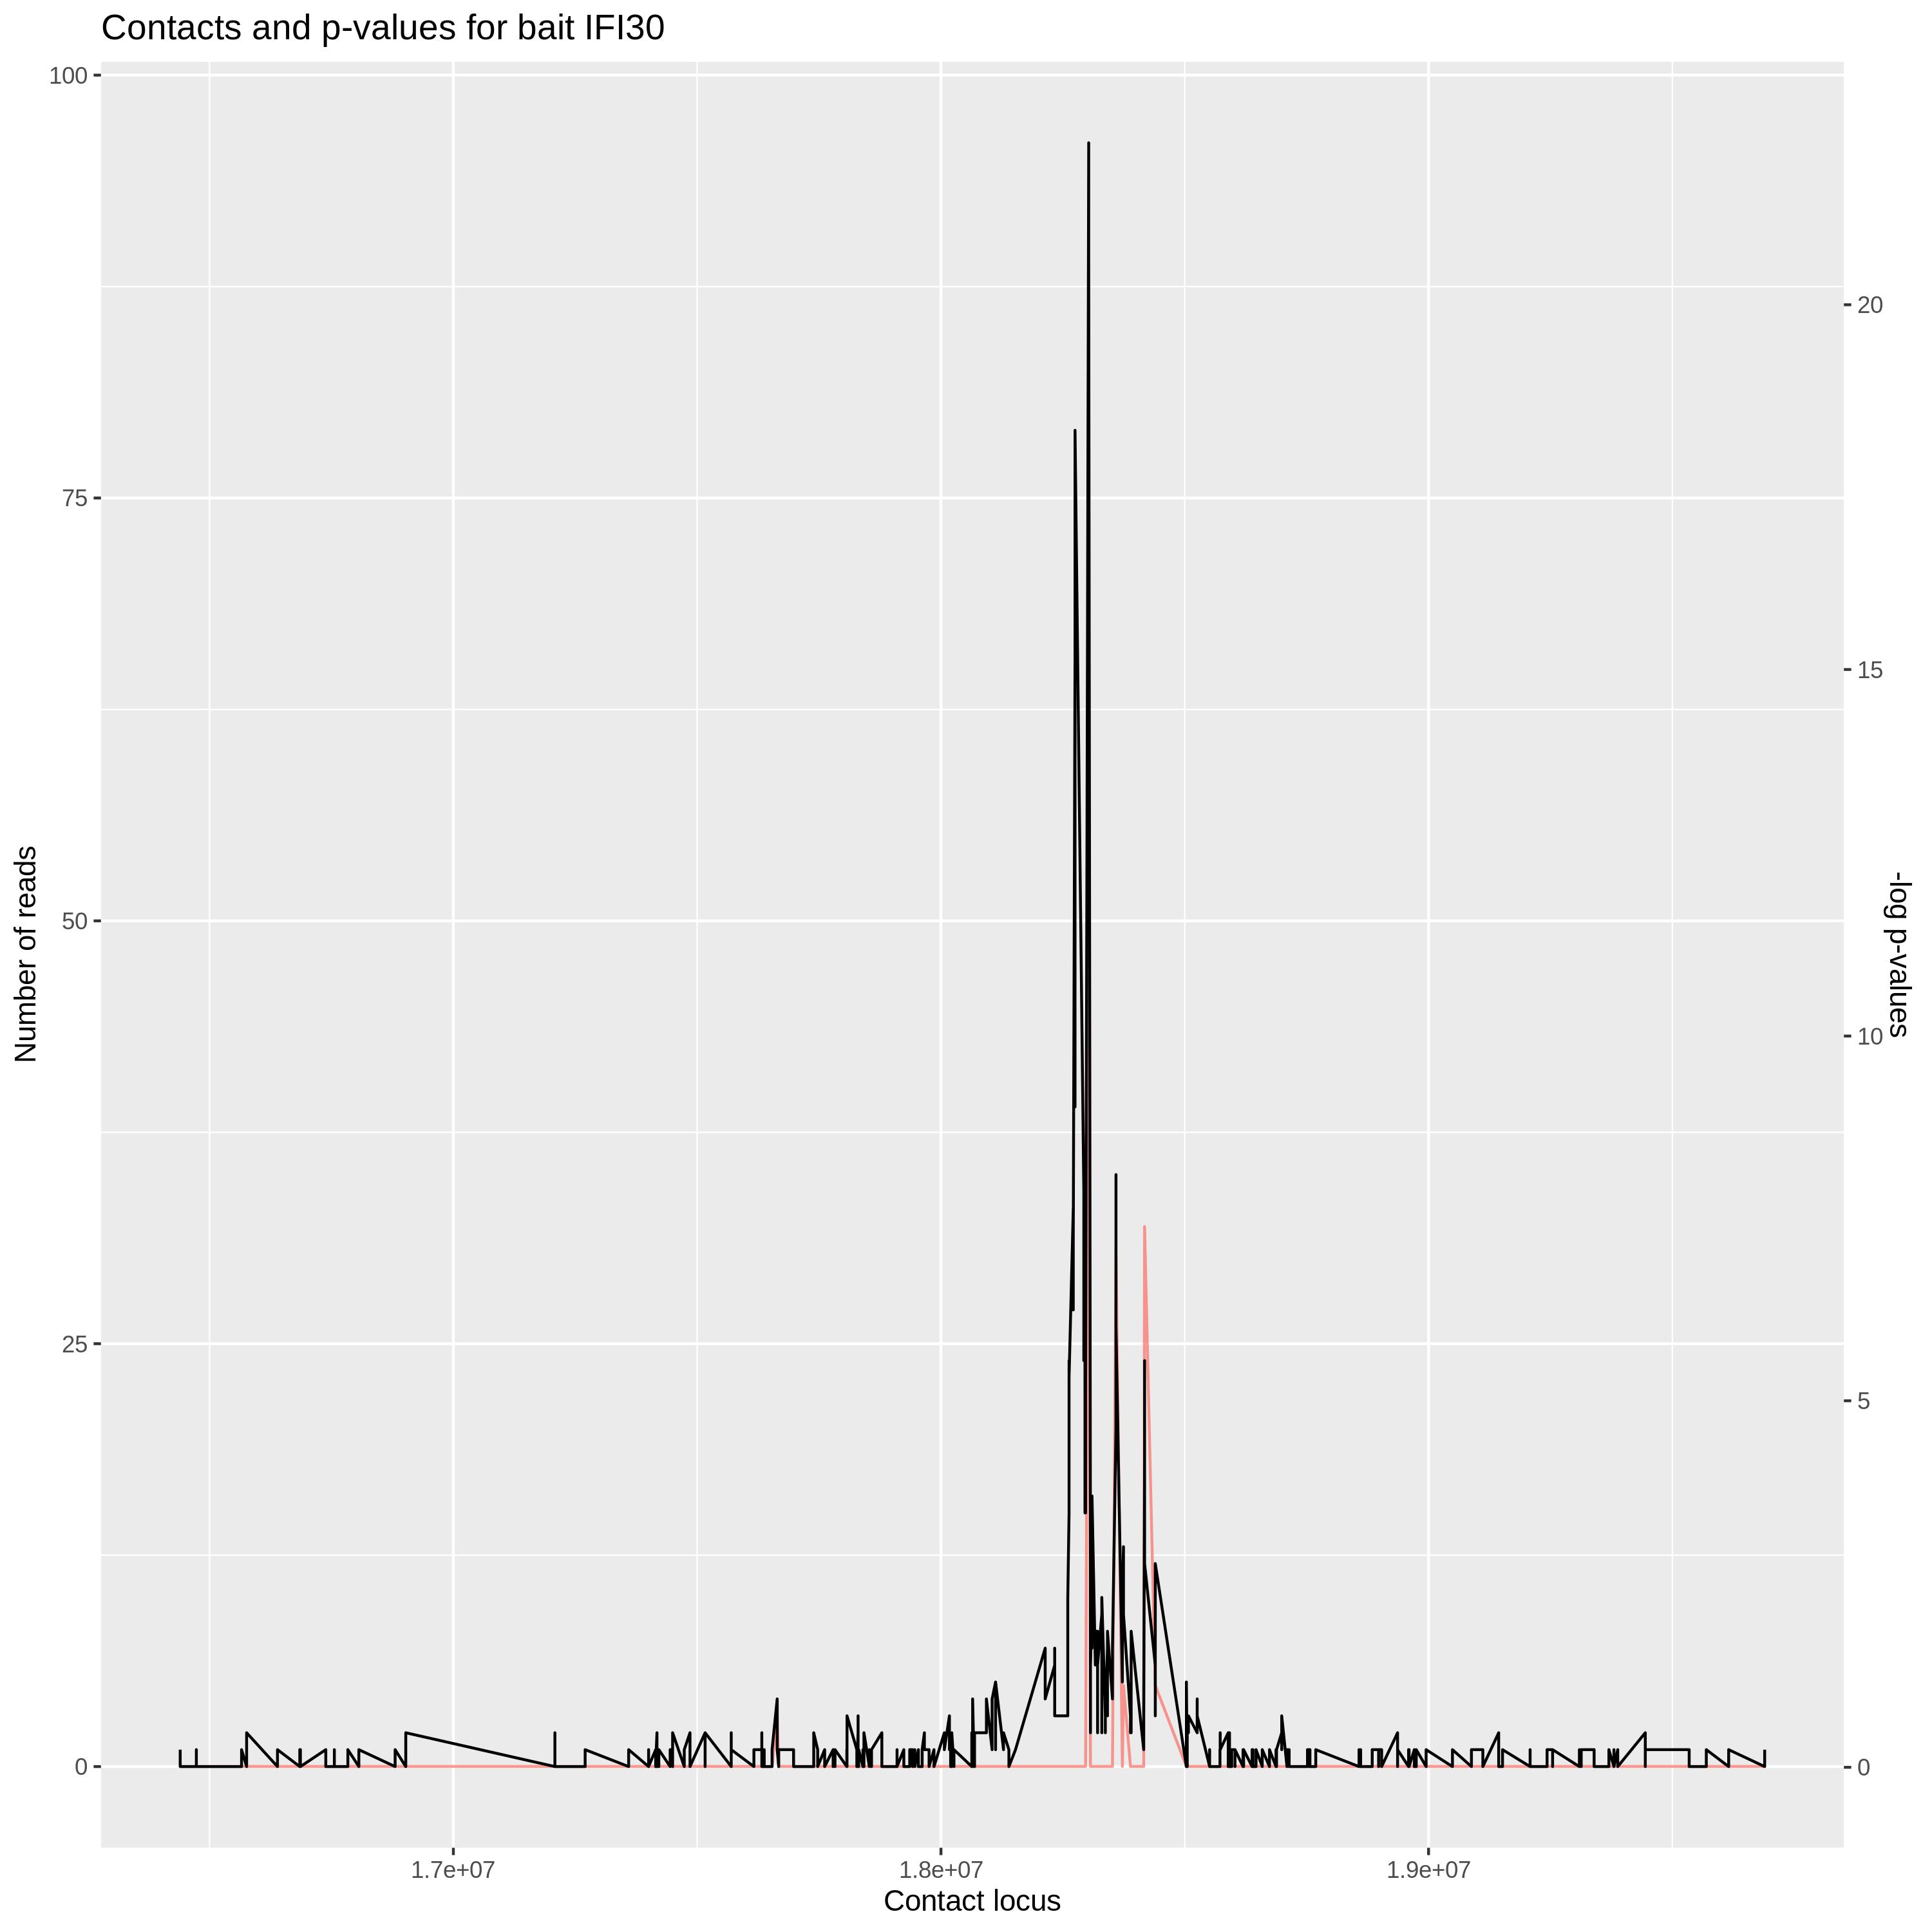 Contacts and p-values for bait IFI30
100
75
50
25
0
Number of reads
20
15
10
5
0
-log p-values
1.7e+07 1.8e+07 1.9e+07
Contact locus